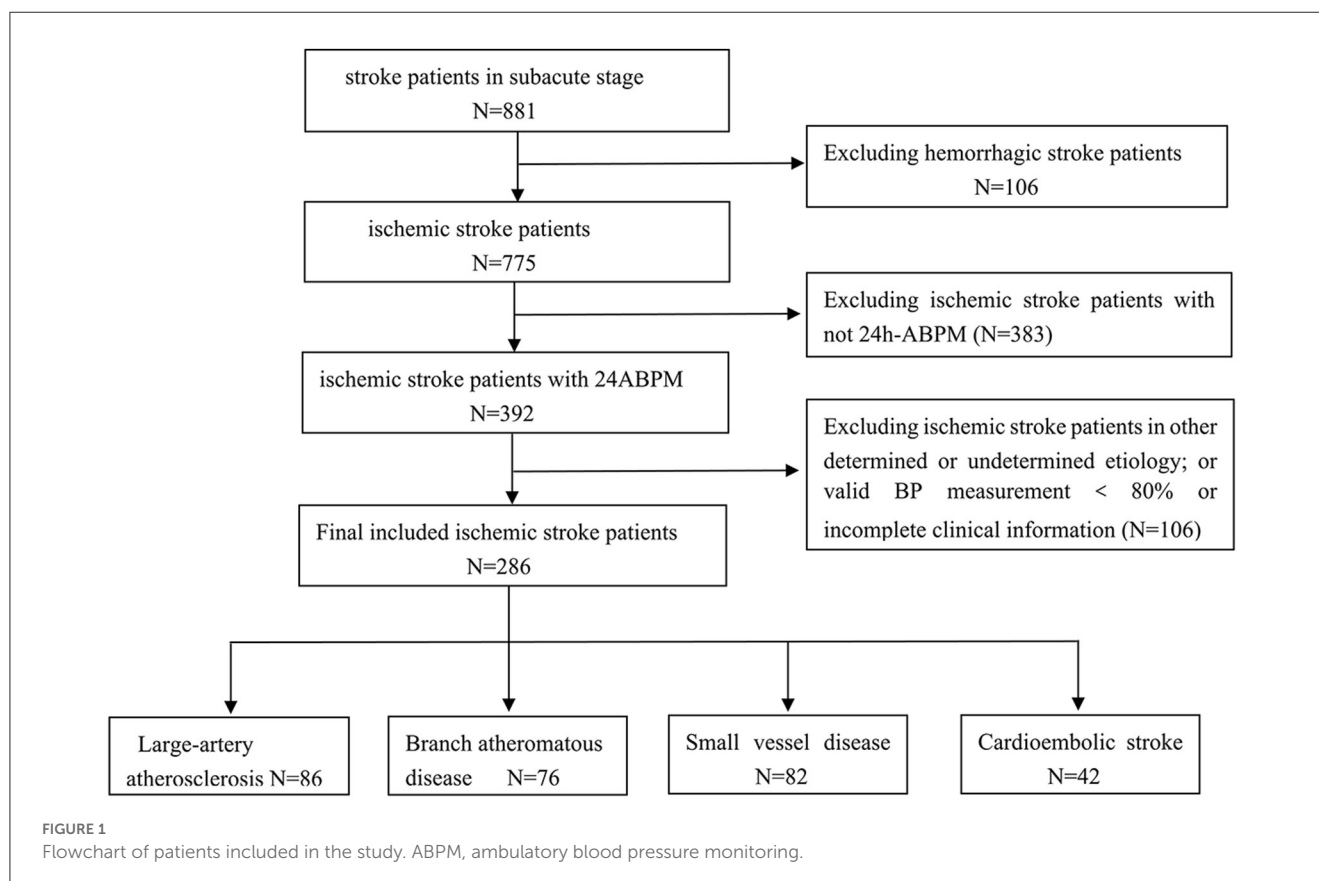 stroke patients in subacute stage
N=881
Excluding hemorrhagic stroke patients
N=106
ischemic stroke patients
N=775
Excluding ischemic stroke patients with
not 24h-ABPM (N=383)
ischemic stroke patients with 24ABPM
N=392
Excluding ischemic stroke patients in other
determined or undetermined etiology; or
valid BP measurement < 80% or
incomplete clinical information (N=106)
Final included ischemic stroke patients
N=286
Large-artery
atherosclerosis N=86
Branch atheromatous
disease N=76
Small vessel disease
N=82
Cardioembolic stroke
N=42
FIGURE 1
Flowchart of patients included in the study. ABPM, ambulatory blood pressure monitoring.